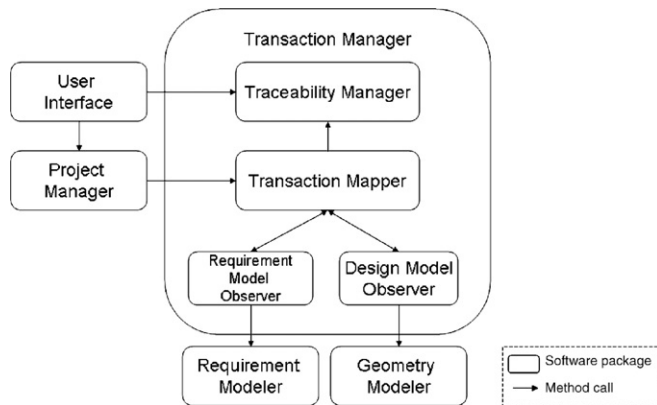 Transaction Manager
User
Interface
Traceability Manager
Project
Manager
Transaction Mapper
Requirement
Model
Observer
Design Model
Observer
Requirement
Modeler
Geometry
Modeler
Software package
Method call